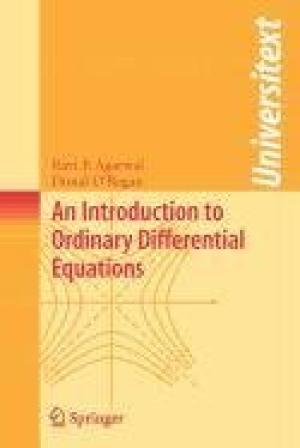 Universitext
Ravi P. Agarwal
Donal O'Regan
An Introduction to
Ordinary Differential
Equations
Springer